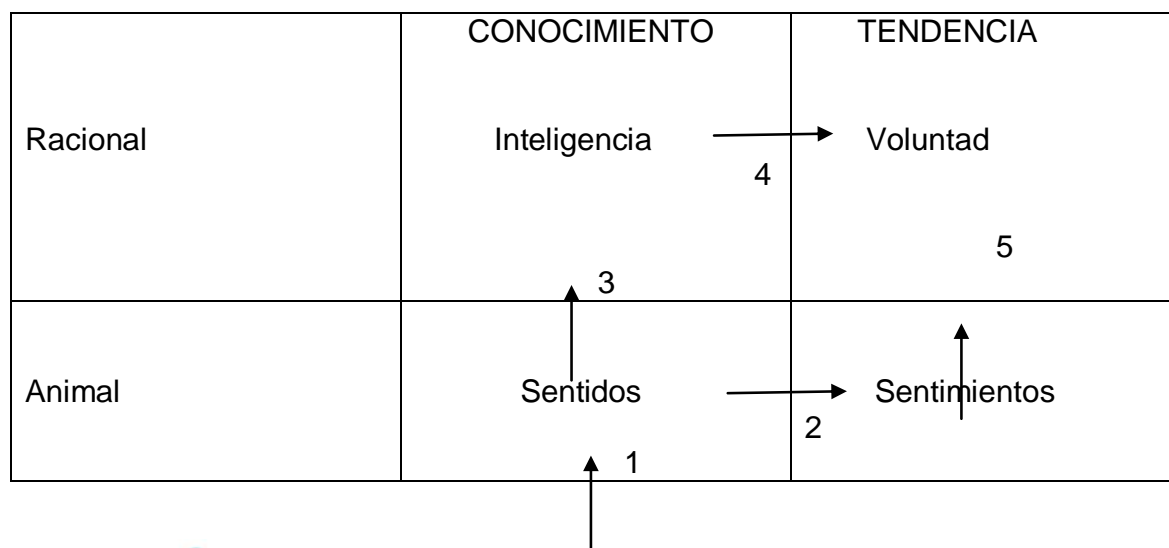 CONOCIMIENTO TENDENCIA
Racional Inteligencia Voluntad
4
5
3
Animal Sentidos Sentimientos
2
1